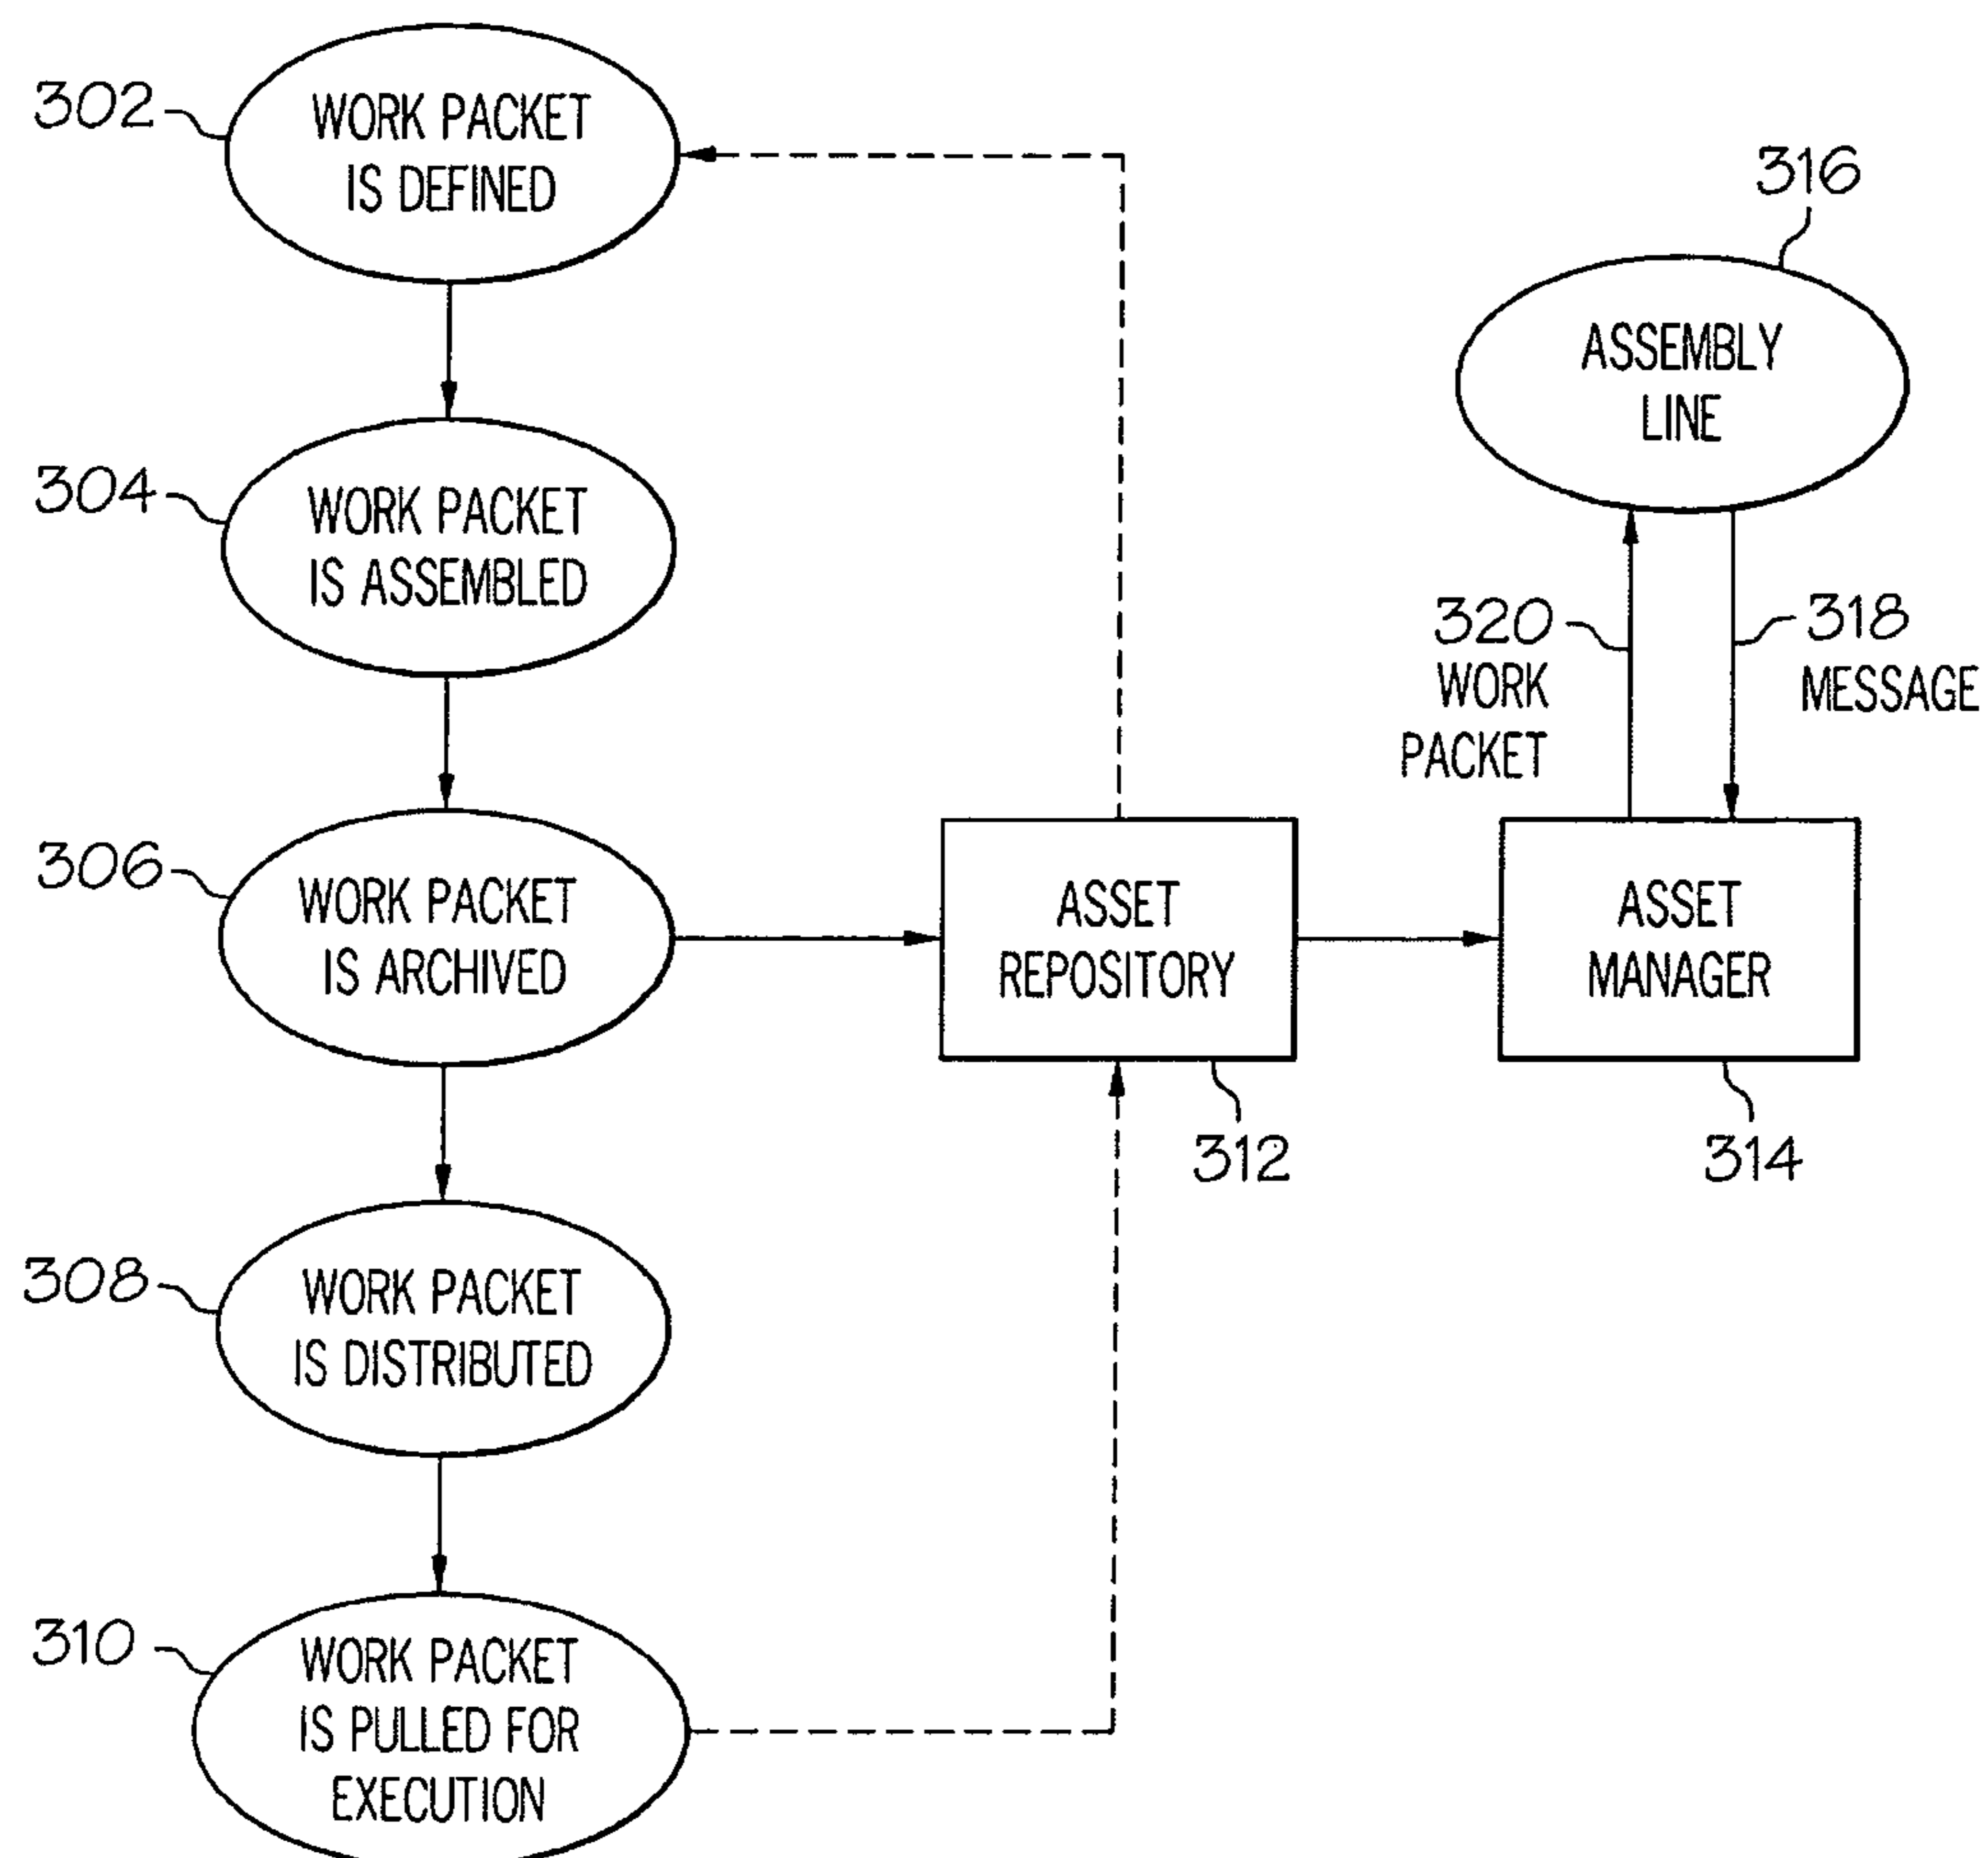 302
WORK PACKET
IS DEFINED
304
WORK PACKET
IS ASSEMBLED
306
WORK PACKET
IS ARCHIVED
308
WORK PACKET
IS DISTRIBUTED
310
WORK PACKET
IS PULLED FOR
EXECUTION
ASSET
REPOSITORY
312
ASSET
MANAGER
314
316
ASSEMBLY
LINE
320
WORK
PACKET
318
MESSAGE